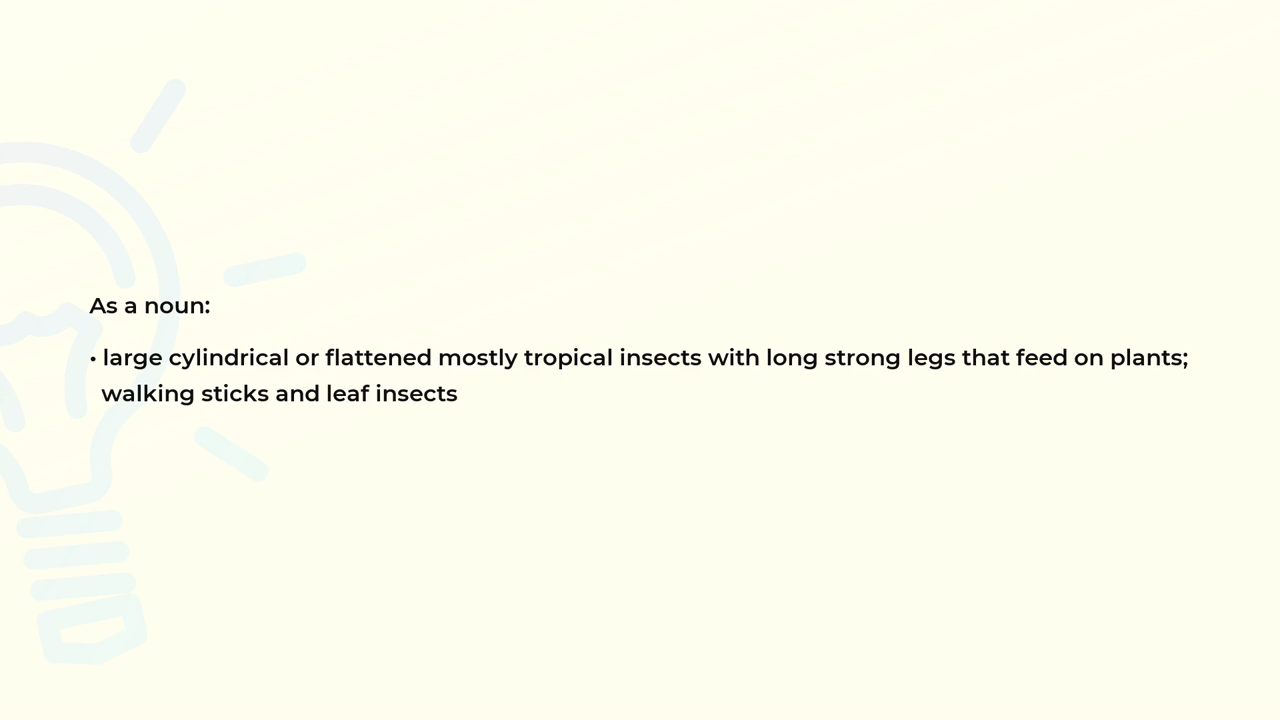 As a noun:
• large cylindrical or flattened mostly tropical insects with long strong legs that feed on plants;
walking sticks and leaf insects